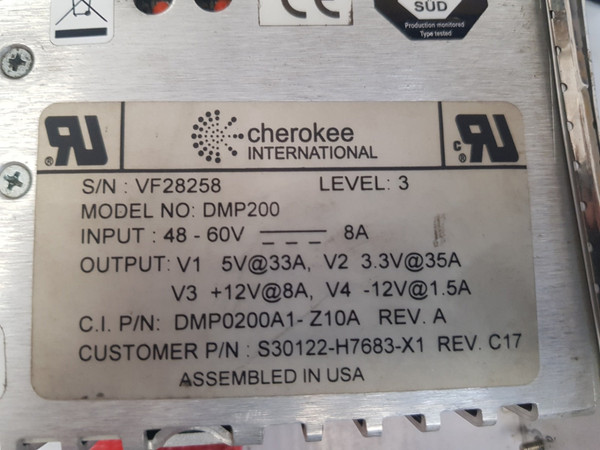 CE
SÜD
Production monitored
Type tested
cherokee
INTERNATIONAL
S/N : VF28258 LEVEL: 3
MODEL NO: DMP200
INPUT : 48 - 60V 8A
OUTPUT: V1 5V@33A, V2 3.3V@35A
V3 +12V@8A, V4 -12V@1.5A
C.I. P/N: DMP0200A1- Z10A REV. A
CUSTOMER P/N : S30122-H7683-X1 REV. C17
ASSEMBLED IN USA